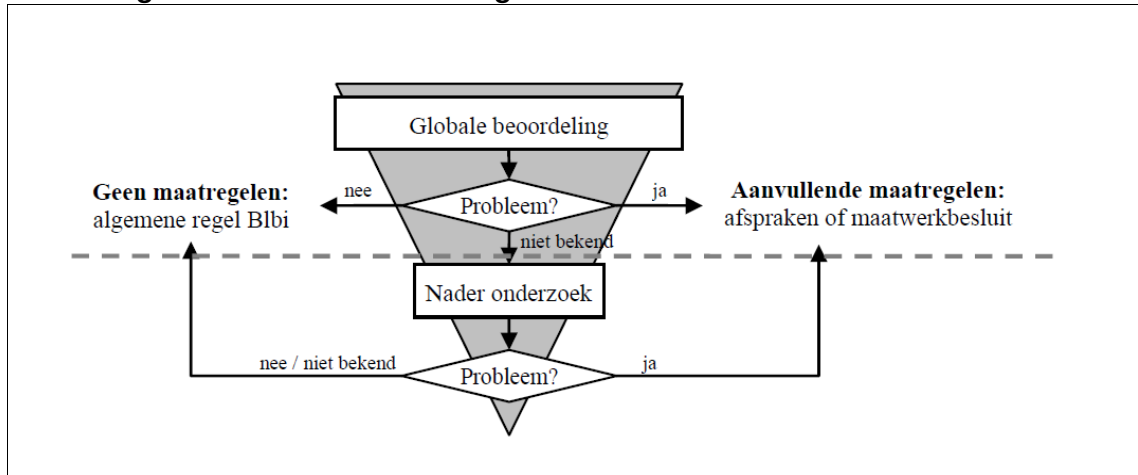 Globale beoordeling
Geen maatregelen:
algemene regel Blbi
nee
Probleem?
ja
Aanvullende maatregelen:
afspraken of maatwerkbesluit
niet bekend
Nader onderzoek
nee / niet bekend
Probleem?
ja